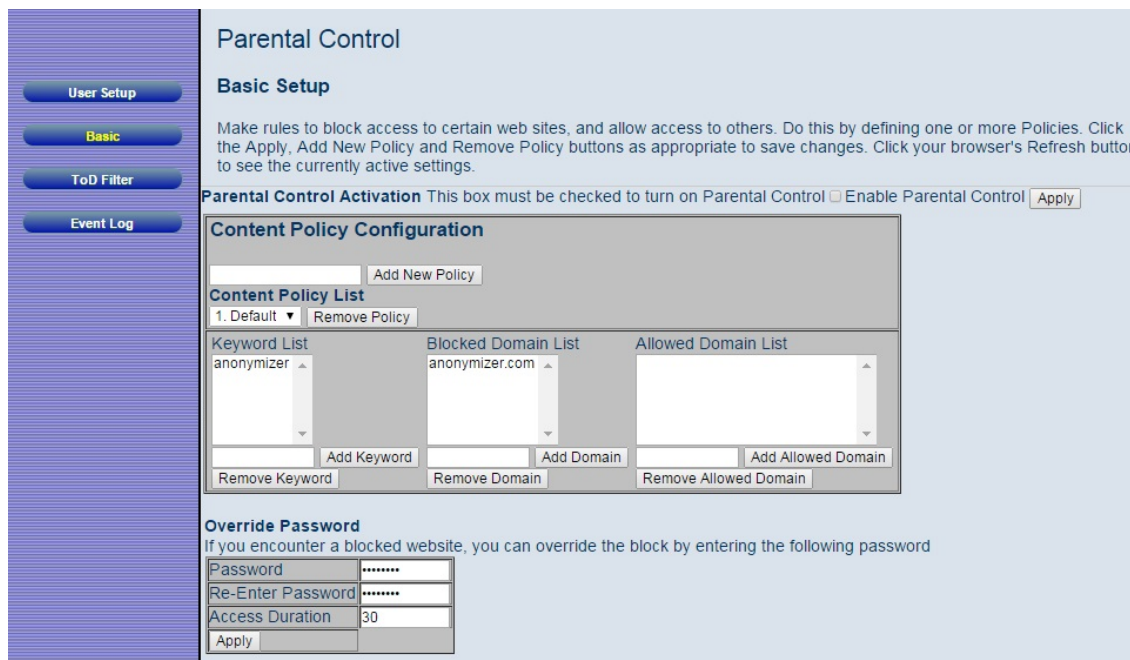 Parental Control
User Setup
Basic
ToD Filter
Event Log
Basic Setup
Make rules to block access to certain web sites, and allow access to others. Do this by defining one or more Policies. Click
the Apply, Add New Policy and Remove Policy buttons as appropriate to save changes. Click your browser's Refresh button
to see the currently active settings.
Parental Control Activation This box must be checked to turn on Parental Control Enable Parental Control Apply
Content Policy Configuration
Add New Policy
Content Policy List
1. Default Remove Policy
Keyword List Blocked Domain List Allowed Domain List
anonymizer anonymizer.com
Add Keyword Add Domain Add Allowed Domain
Remove Keyword Remove Domain Remove Allowed Domain
Override Password
If you encounter a blocked website, you can override the block by entering the following password
Password ••••••••
Re-Enter Password ••••••••
Access Duration 30
Apply